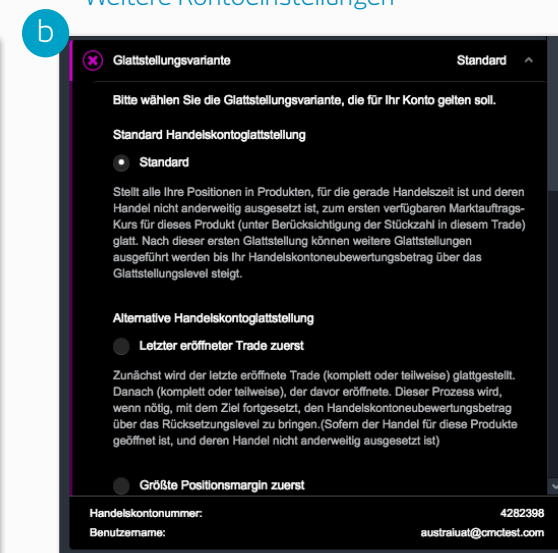 Weitere Kontoeinstellungen
b
Glattstellungsvariante Standard
Bitte wählen Sie die Glattstellungsvariante, die für Ihr Konto gelten soll.
Standard Handelskontoglattstellung
Standard
Stellt alle Ihre Positionen in Produkten, für die gerade Handelszeit ist und deren
Handel nicht anderweitig ausgesetzt ist, zum ersten verfügbaren Marktauftrags-
Kurs für dieses Produkt (unter Berücksichtigung der Stückzahl in diesem Trade)
glatt. Nach dieser ersten Glattstellung können weitere Glattstellungen
ausgeführt werden bis Ihr Handelskontoneubewertungsbetrag über das
Glattstellungslevel steigt.
Alternative Handelskontoglattstellung
Letzter eröffneter Trade zuerst
Zunächst wird der letzte eröffnete Trade (komplett oder teilweise) glattgestellt.
Danach (komplett oder teilweise), der davor eröffnete. Dieser Prozess wird,
wenn nötig, mit dem Ziel fortgesetzt, den Handelskontoneubewertungsbetrag
über das Rücksetzungslevel zu bringen.(Sofern der Handel für diese Produkte
geöffnet ist, und deren Handel nicht anderweitig ausgesetzt ist)
Größte Positionsmargin zuerst
Handelskontonummer: 4282398
Benutzername: austraiuat@cmctest.com